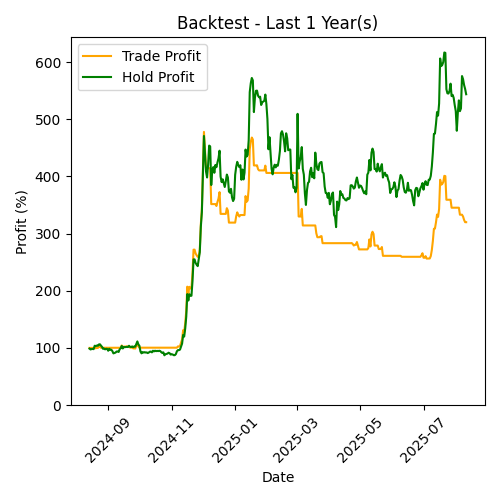 Backtest - Last 1 Year(s)
Trade Profit
Hold Profit
Profit (%)
600
500
400
300
200
100
0
2024-09
2024-11
2025-01
2025-03
2025-05
2025-07
Date